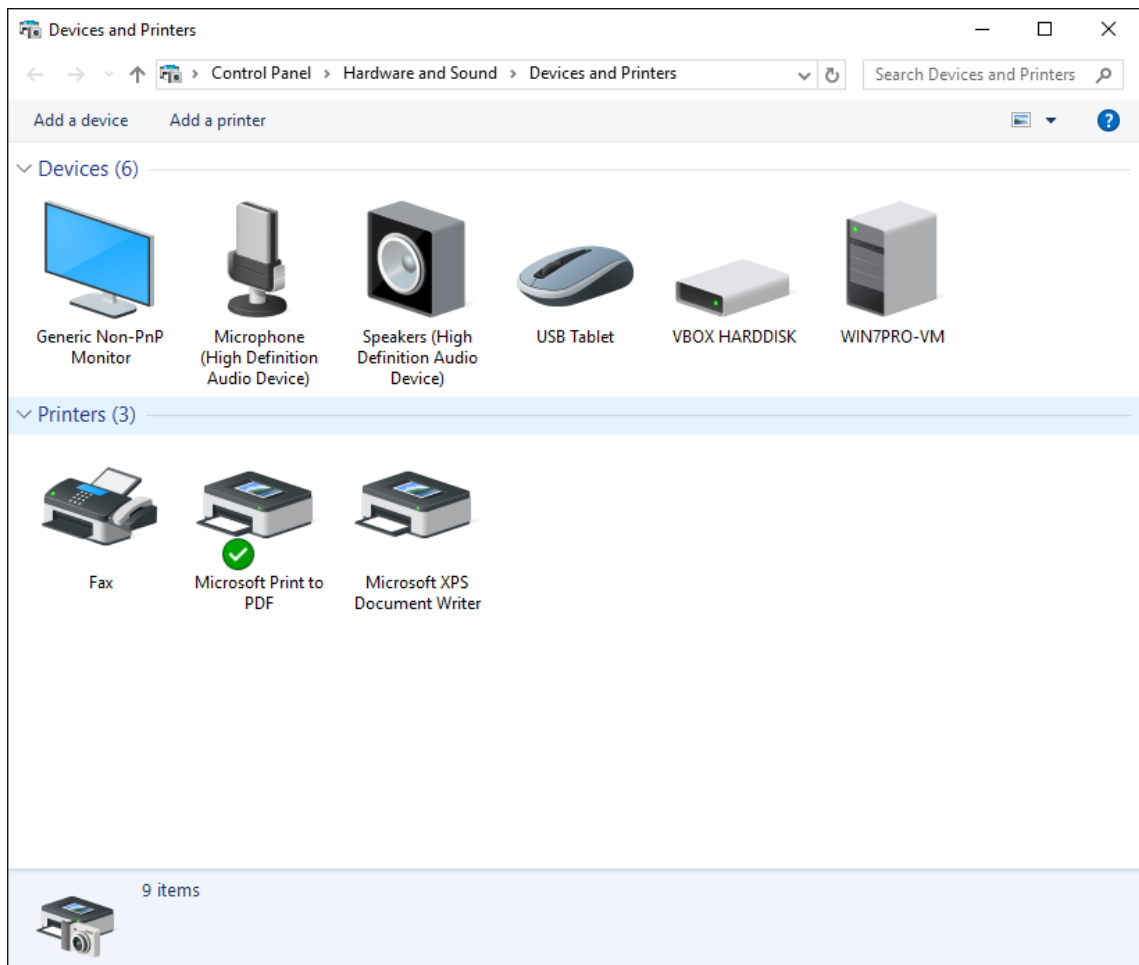 Devices and Printers
Control Panel > Hardware and Sound > Devices and Printers
Search Devices and Printers
Add a device Add a printer
?
Devices (6)
Generic Non-PnP
Monitor
Microphone
(High Definition
Audio Device)
Speakers (High
Definition Audio
Device)
USB Tablet
VBOX HARDDISK
WIN7PRO-VM
Printers (3)
Fax
Microsoft Print to
PDF
Microsoft XPS
Document Writer
9 items